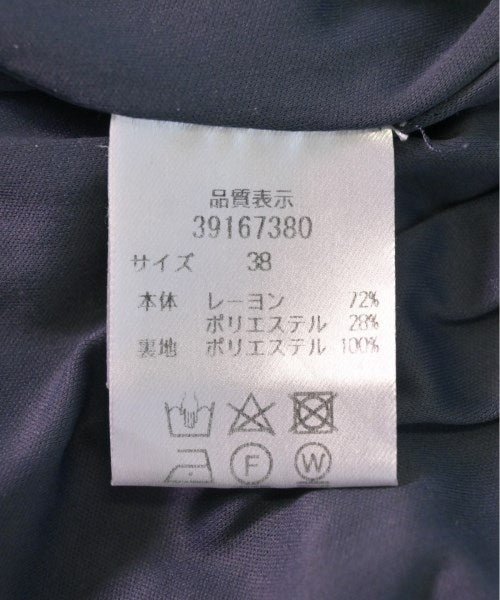 品質表示
39167380
サイズ 38
本体 レーヨン 72%
ポリエステル 28%
裏地 ポリエステル 100%
F W